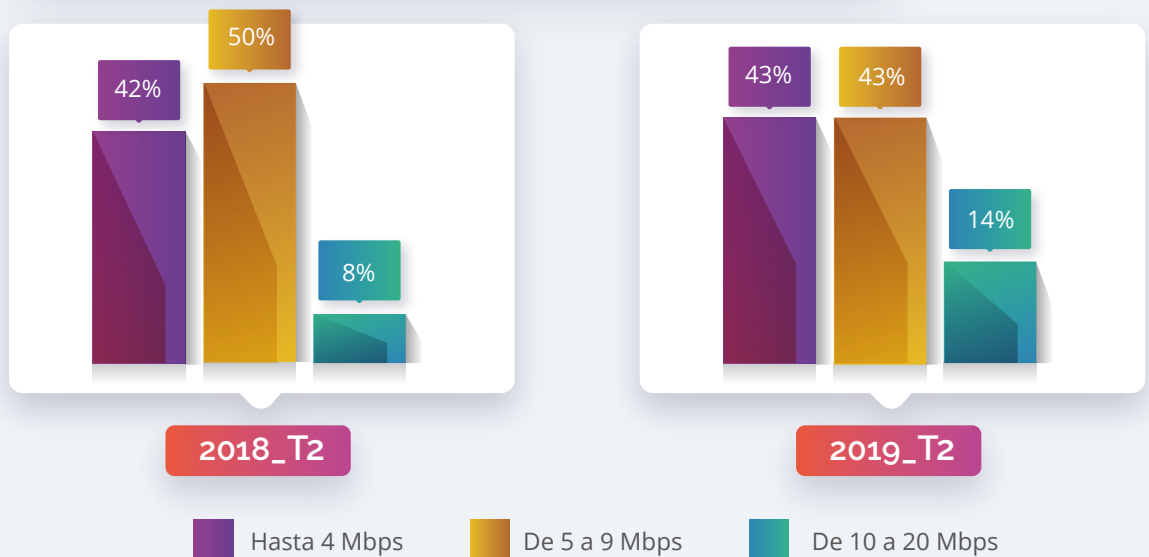 42%
50%
8%
2018_T2
43%
43%
14%
2019_T2
Hasta 4 Mbps
De 5 a 9 Mbps
De 10 a 20 Mbps